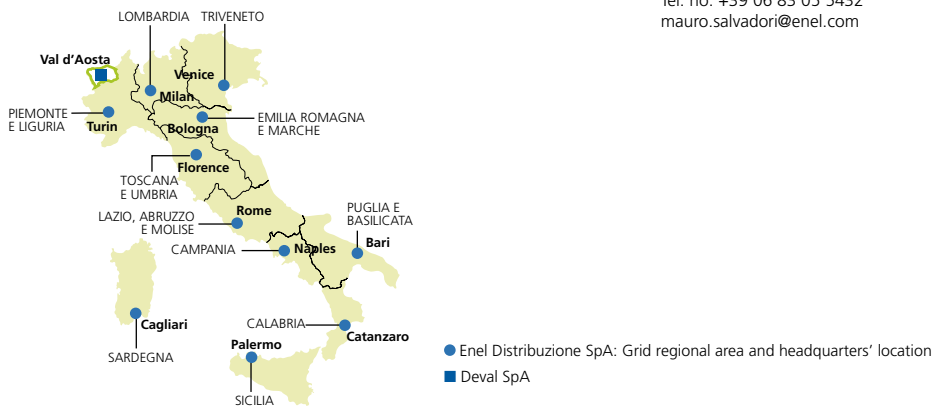 Tel. no. +39 06 83 05 5432
mauro.salvadori@enel.com
LOMBARDIA
TRIVENETO
Val d'Aosta
Venice
Milan
PIEMONTE
E LIGURIA
Turin
EMILIA ROMAGNA
E MARCHE
Bologna
Florence
TOSCANA
E UMBRIA
LAZIO, ABRUZZO
E MOLISE
Rome
PUGLIA E
BASILICATA
Bari
CAMPANIA
Naples
Cagliari
SARDEGNA
CALABRIA
Catanzaro
Palermo
SICILIA
Enel Distribuzione SpA: Grid regional area and headquarters' location
Deval SpA